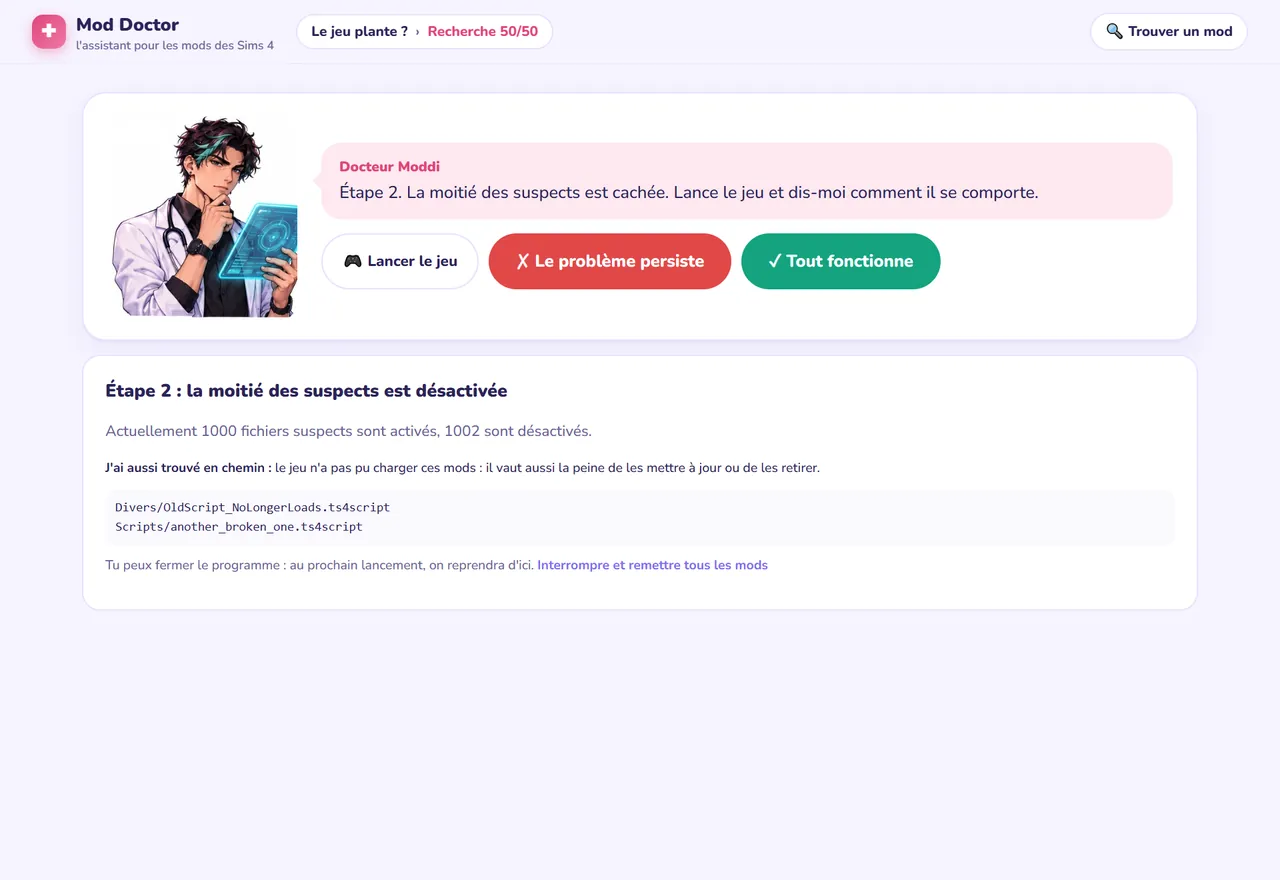 Mod Doctor
l'assistant pour les mods des Sims 4
Le jeu plante ? › Recherche 50/50
🔍 Trouver un mod
Docteur Moddi
Étape 2. La moitié des suspects est cachée. Lance le jeu et dis-moi comment il se comporte.
🎮 Lancer le jeu
✗ Le problème persiste
✓ Tout fonctionne
Étape 2 : la moitié des suspects est désactivée
Actuellement 1000 fichiers suspects sont activés, 1002 sont désactivés.
J'ai aussi trouvé en chemin : le jeu n'a pas pu charger ces mods : il vaut aussi la peine de les mettre à jour ou de les retirer.
Divers/OldScript_NoLongerLoads.ts4script
Scripts/another_broken_one.ts4script
Tu peux fermer le programme : au prochain lancement, on reprendra d'ici. Interrompre et remettre tous les mods